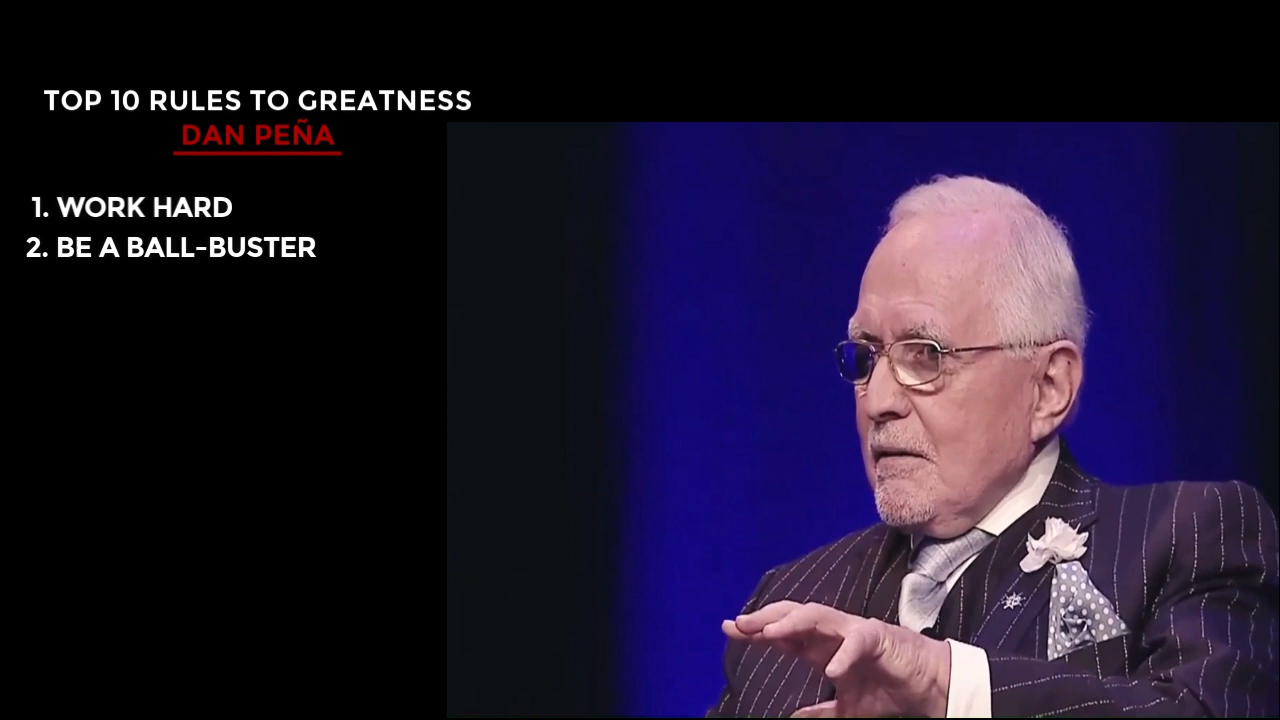 TOP 10 RULES TO GREATNESS
DAN PEÑA
1. WORK HARD
2. BE A BALL-BUSTER